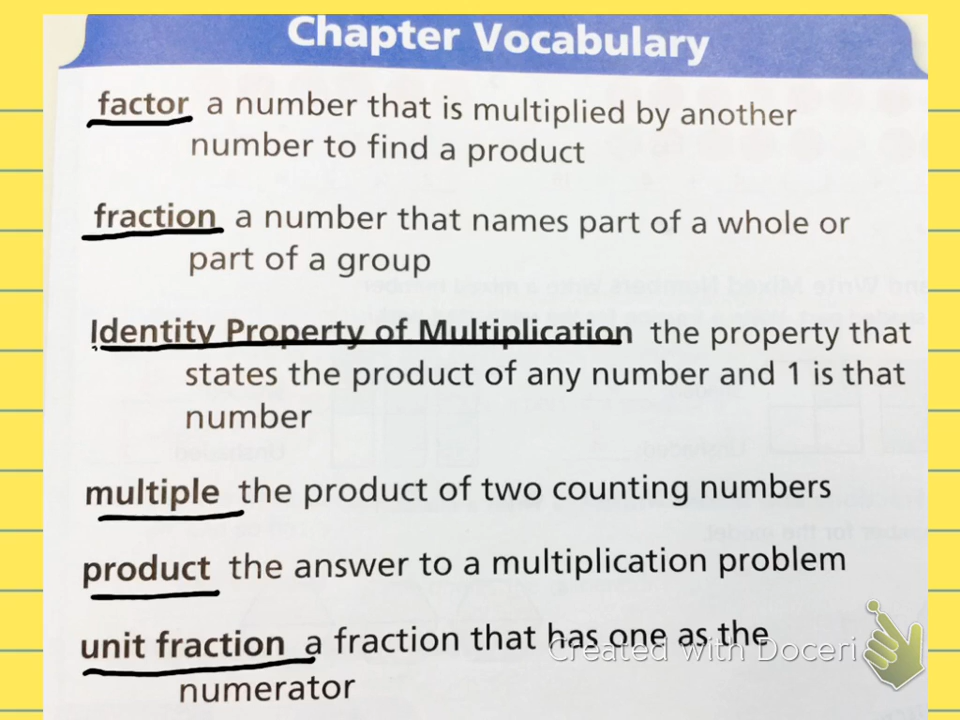 Chapter Vocabulary
factor a number that is multiplied by another
number to find a product
fraction a number that names part of a whole or
part of a group
Identity Property of Multiplication the property that
states the product of any number and 1 is that
number
multiple the product of two counting numbers
product the answer to a multiplication problem
unit fraction a fraction that has one as the
numerator
Created with Doceri